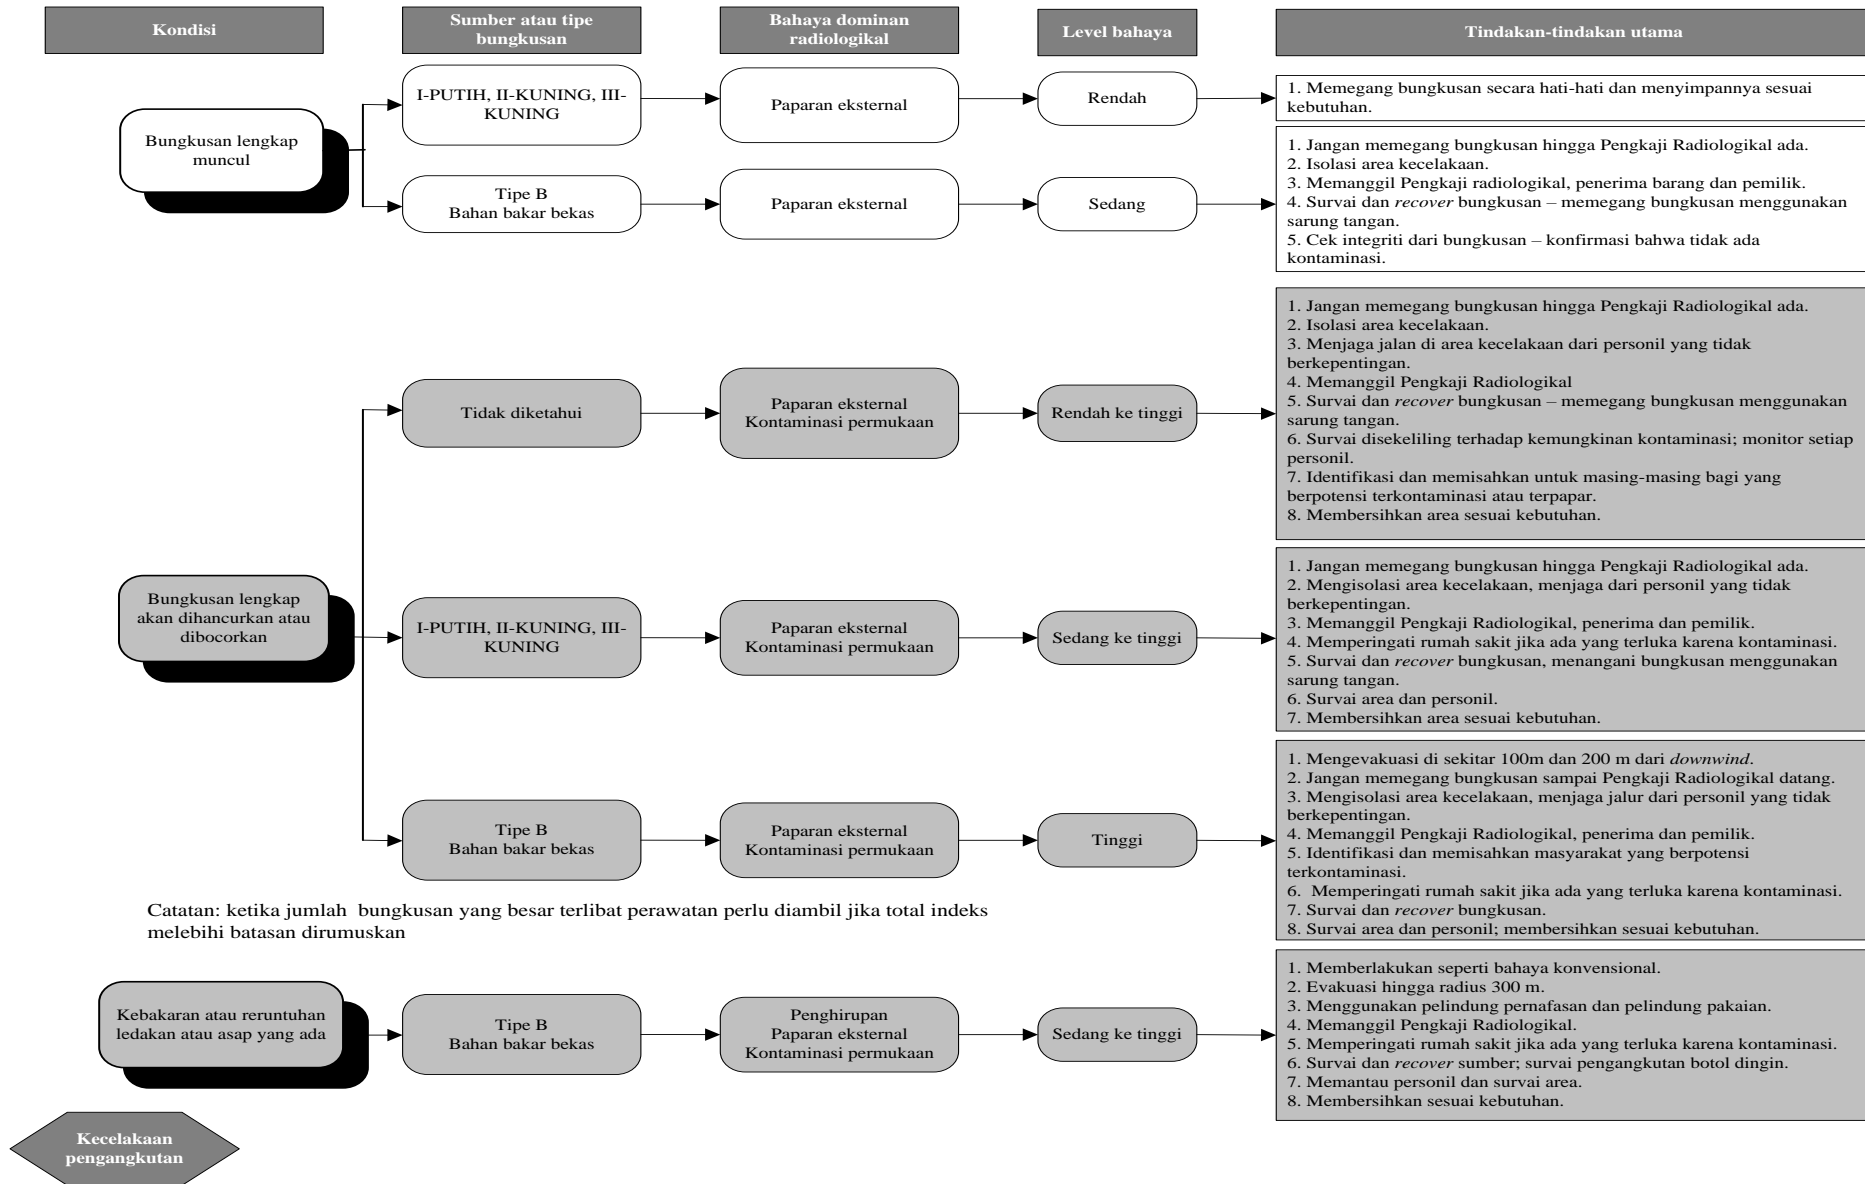 Kondisi
Sumber atau tipe
bungkusan
Bahaya dominan
radiologikal
Level bahaya
Tindakan-tindakan utama
Bungkusan lengkap
muncul
I-PUTIH, II-KUNING, III-
KUNING
Paparan eksternal
Rendah
1. Memegang bungkusan secara hati-hati dan menyimpannya sesuai
kebutuhan.
Tipe B
Bahan bakar bekas
Paparan eksternal
Sedang
1. Jangan memegang bungkusan hingga Pengkaji Radiologikal ada.
2. Isolasi area kecelakaan.
3. Memanggil Pengkaji radiologikal, penerima barang dan pemilik.
4. Survai dan recover bungkusan – memegang bungkusan menggunakan
sarung tangan.
5. Cek integriti dari bungkusan – konfirmasi bahwa tidak ada
kontaminasi.
Bungkusan lengkap
akan dihancurkan atau
dibocorkan
Tidak diketahui
Paparan eksternal
Kontaminasi permukaan
Rendah ke tinggi
1. Jangan memegang bungkusan hingga Pengkaji Radiologikal ada.
2. Isolasi area kecelakaan.
3. Menjaga jalan di area kecelakaan dari personil yang tidak
berkepentingan.
4. Memanggil Pengkaji Radiologikal
5. Survai dan recover bungkusan – memegang bungkusan menggunakan
sarung tangan.
6. Survai disekeliling terhadap kemungkinan kontaminasi; monitor setiap
personil.
7. Identifikasi dan memisahkan untuk masing-masing bagi yang
berpotensi terkontaminasi atau terpapar.
8. Membersihkan area sesuai kebutuhan.
I-PUTIH, II-KUNING, III-
KUNING
Paparan eksternal
Kontaminasi permukaan
Sedang ke tinggi
1. Jangan memegang bungkusan hingga Pengkaji Radiologikal ada.
2. Mengisolasi area kecelakaan, menjaga dari personil yang tidak
berkepentingan.
3. Memanggil Pengkaji Radiologikal, penerima dan pemilik.
4. Memperingati rumah sakit jika ada yang terluka karena kontaminasi.
5. Survai dan recover bungkusan, menangani bungkusan menggunakan
sarung tangan.
6. Survai area dan personil.
7. Membersihkan area sesuai kebutuhan.
Tipe B
Bahan bakar bekas
Paparan eksternal
Kontaminasi permukaan
Tinggi
1. Mengevakuasi di sekitar 100m dan 200 m dari downwind.
2. Jangan memegang bungkusan sampai Pengkaji Radiologikal datang.
3. Mengisolasi area kecelakaan, menjaga jalur dari personil yang tidak
berkepentingan.
4. Memanggil Pengkaji Radiologikal, penerima dan pemilik.
5. Identifikasi dan memisahkan masyarakat yang berpotensi
terkontaminasi.
6. Memperingati rumah sakit jika ada yang terluka karena kontaminasi.
7. Survai dan recover bungkusan.
8. Survai area dan personil; membersihkan sesuai kebutuhan.
Catatan: ketika jumlah bungkusan yang besar terlibat perawatan perlu diambil jika total indeks
melebihi batasan dirumuskan
Kebakaran atau reruntuhan
ledakan atau asap yang ada
Tipe B
Bahan bakar bekas
Penghirupan
Paparan eksternal
Kontaminasi permukaan
Sedang ke tinggi
1. Memberlakukan seperti bahaya konvensional.
2. Evakuasi hingga radius 300 m.
3. Menggunakan pelindung pernafasan dan pelindung pakaian.
4. Memanggil Pengkaji Radiologikal.
5. Memperingati rumah sakit jika ada yang terluka karena kontaminasi.
6. Survai dan recover sumber; survai pengangkutan botol dingin.
7. Memantau personil dan survai area.
8. Membersihkan sesuai kebutuhan.
Kecelakaan
pengangkutan